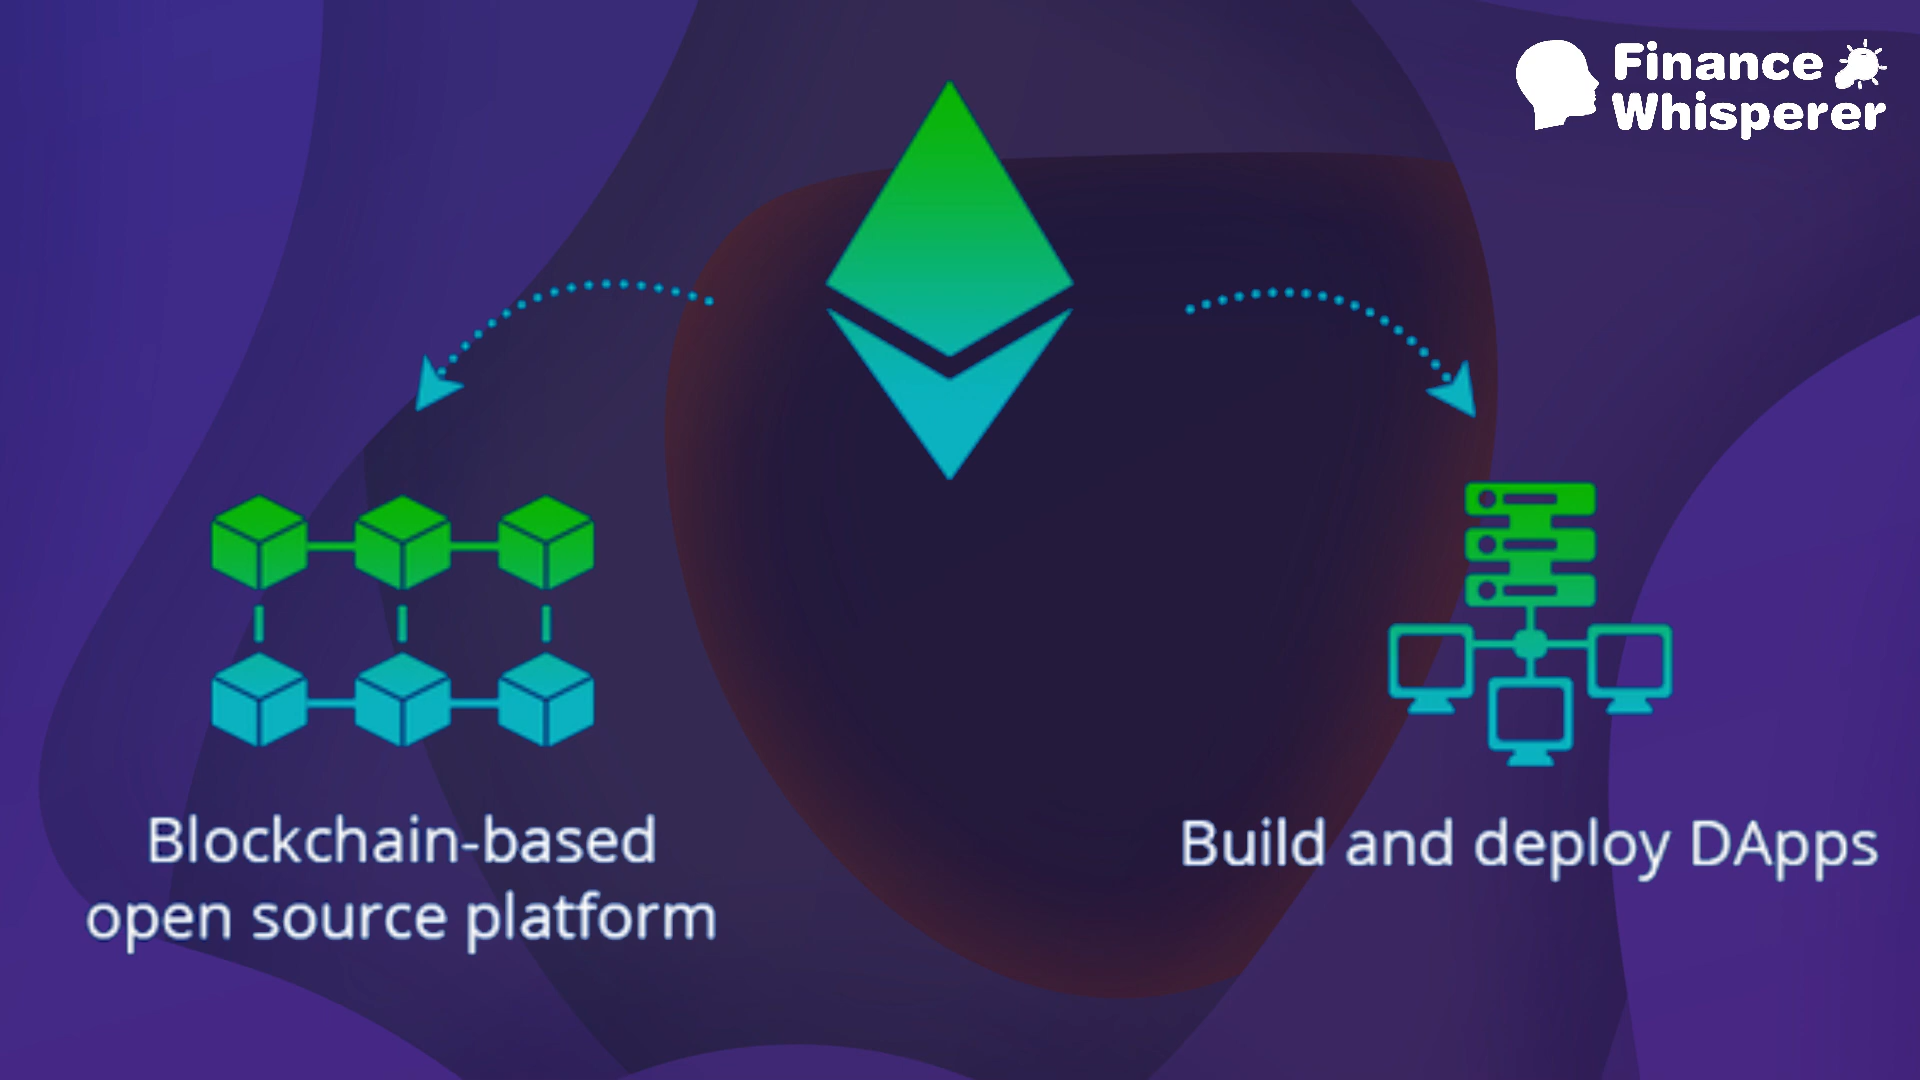 Finance
Whisperer
Blockchain-based
open source platform
Build and deploy DApps